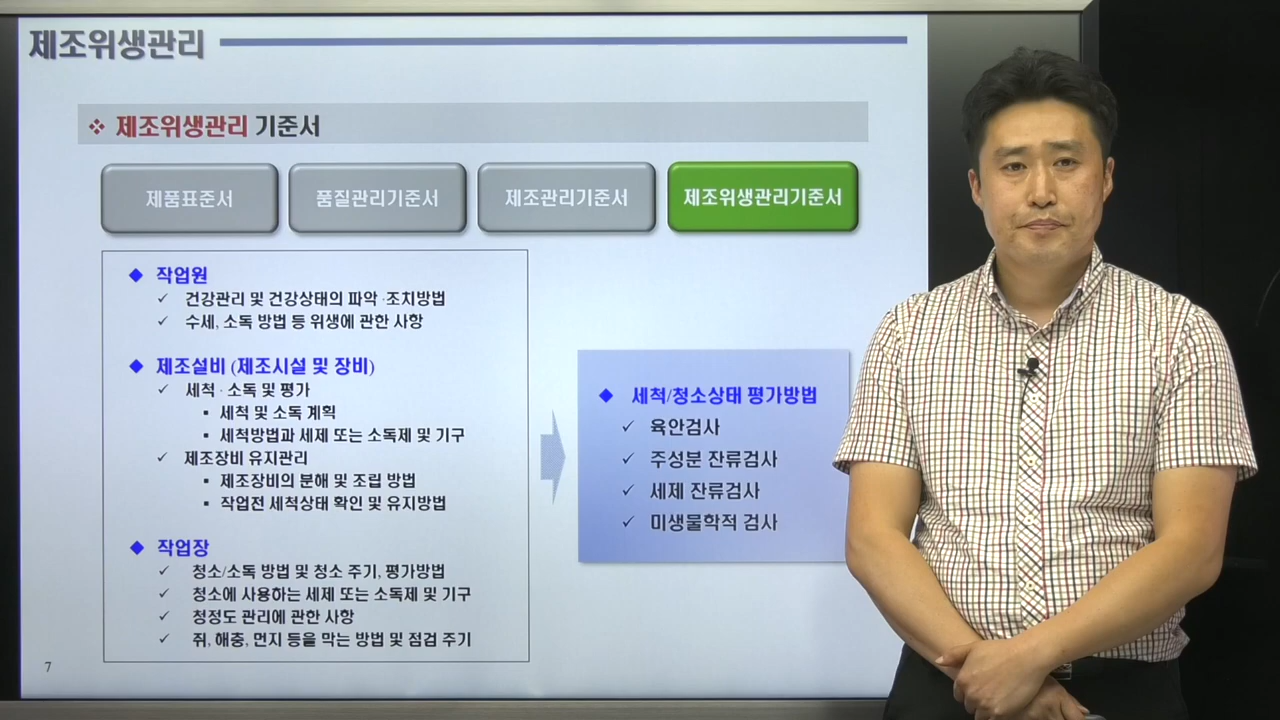 제조위생관리
❖ 제조위생관리 기준서
제품표준서 품질관리기준서 제조관리기준서 제조위생관리기준서
◆ 작업원
✓ 건강관리 및 건강상태의 파악·조치방법
✓ 수세, 소독 방법 등 위생에 관한 사항
◆ 제조설비 (제조시설 및 장비)
✓ 세척·소독 및 평가
▪ 세척 및 소독 계획
▪ 세척방법과 세제 또는 소독제 및 기구
✓ 제조장비 유지관리
▪ 제조장비의 분해 및 조립 방법
▪ 작업전 세척상태 확인 및 유지방법
◆ 작업장
✓ 청소/소독 방법 및 청소 주기, 평가방법
✓ 청소에 사용하는 세제 또는 소독제 및 기구
✓ 청정도 관리에 관한 사항
✓ 쥐, 해충, 먼지 등을 막는 방법 및 점검 주기
◆ 세척/청소상태 평가방법
✓ 육안검사
✓ 주성분 잔류검사
✓ 세제 잔류검사
✓ 미생물학적 검사
7